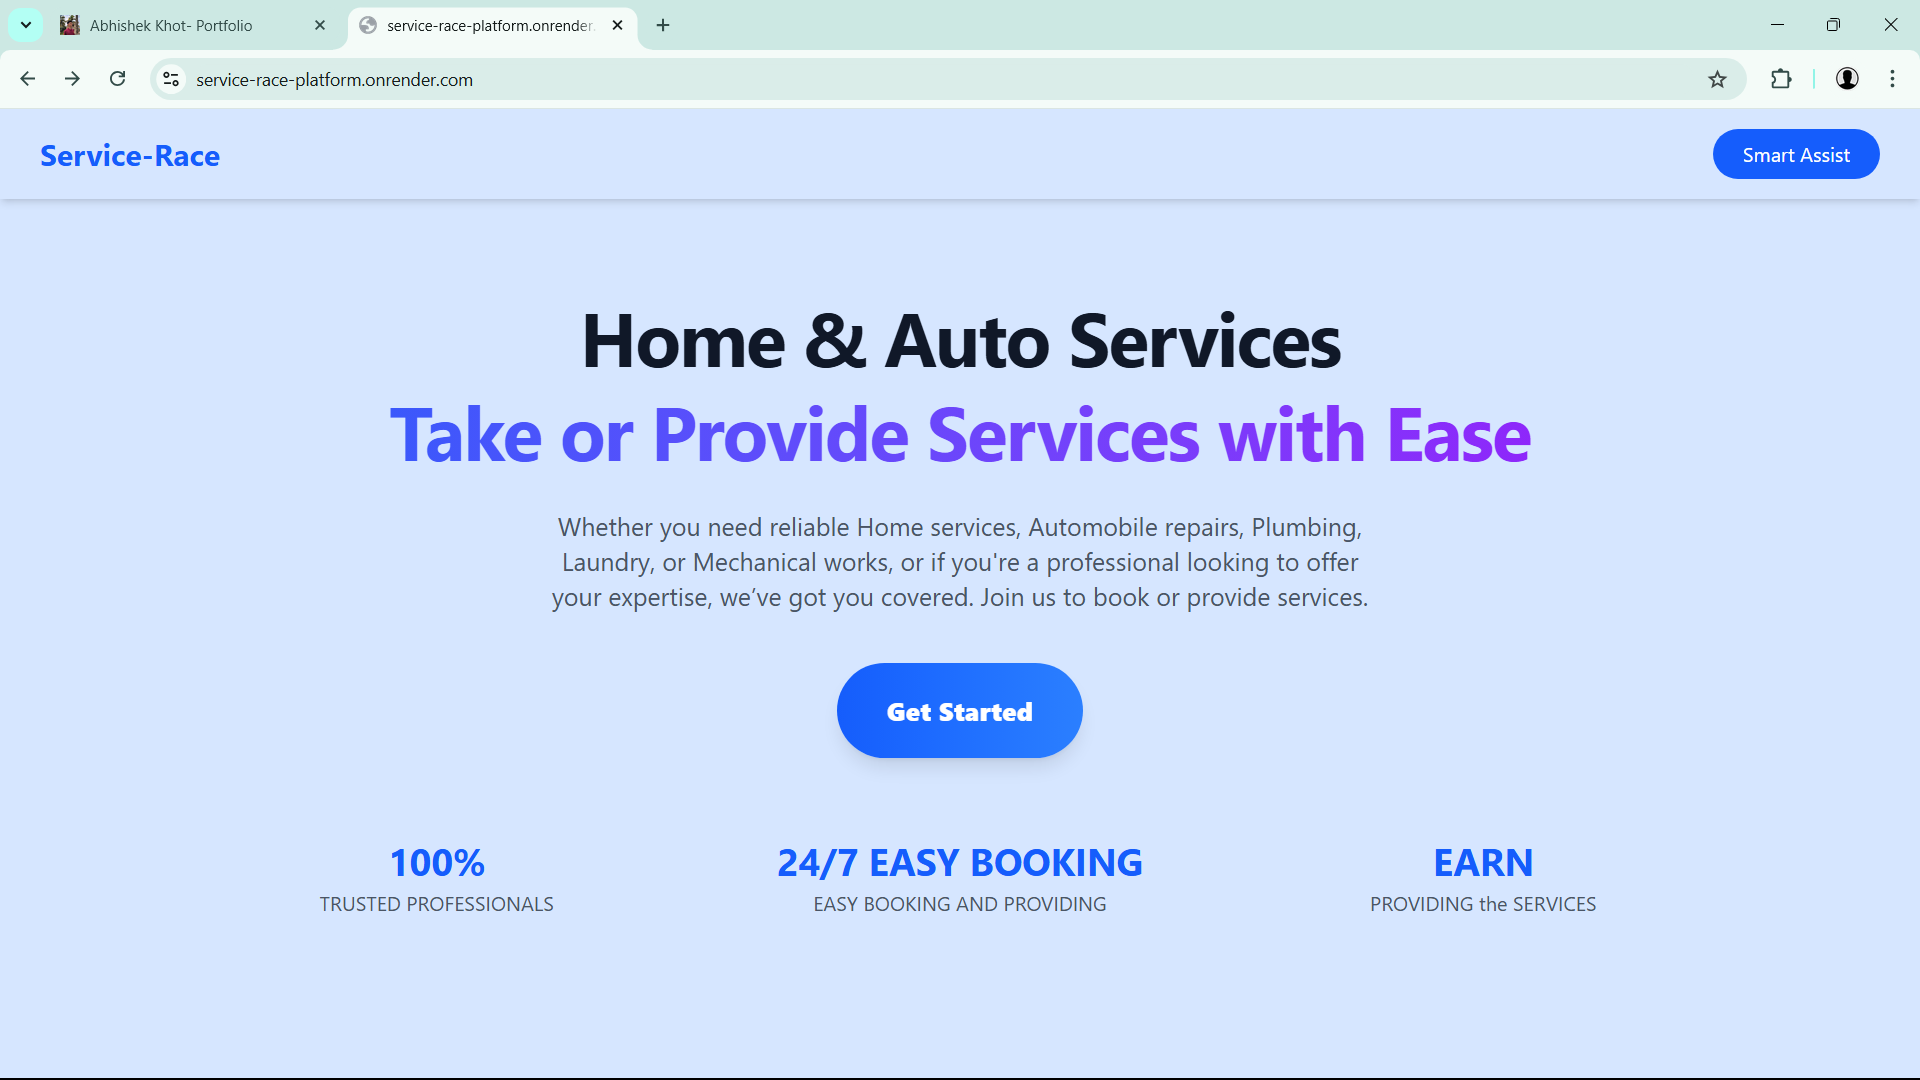 Abhishek Khot- Portfolio
service-race-platform.onrender.
service-race-platform.onrender.com
Service-Race
Smart Assist
Home & Auto Services
Take or Provide Services with Ease
Whether you need reliable Home services, Automobile repairs, Plumbing,
Laundry, or Mechanical works, or if you're a professional looking to offer
your expertise, we’ve got you covered. Join us to book or provide services.
Get Started
100%
TRUSTED PROFESSIONALS
24/7 EASY BOOKING
EASY BOOKING AND PROVIDING
EARN
PROVIDING the SERVICES